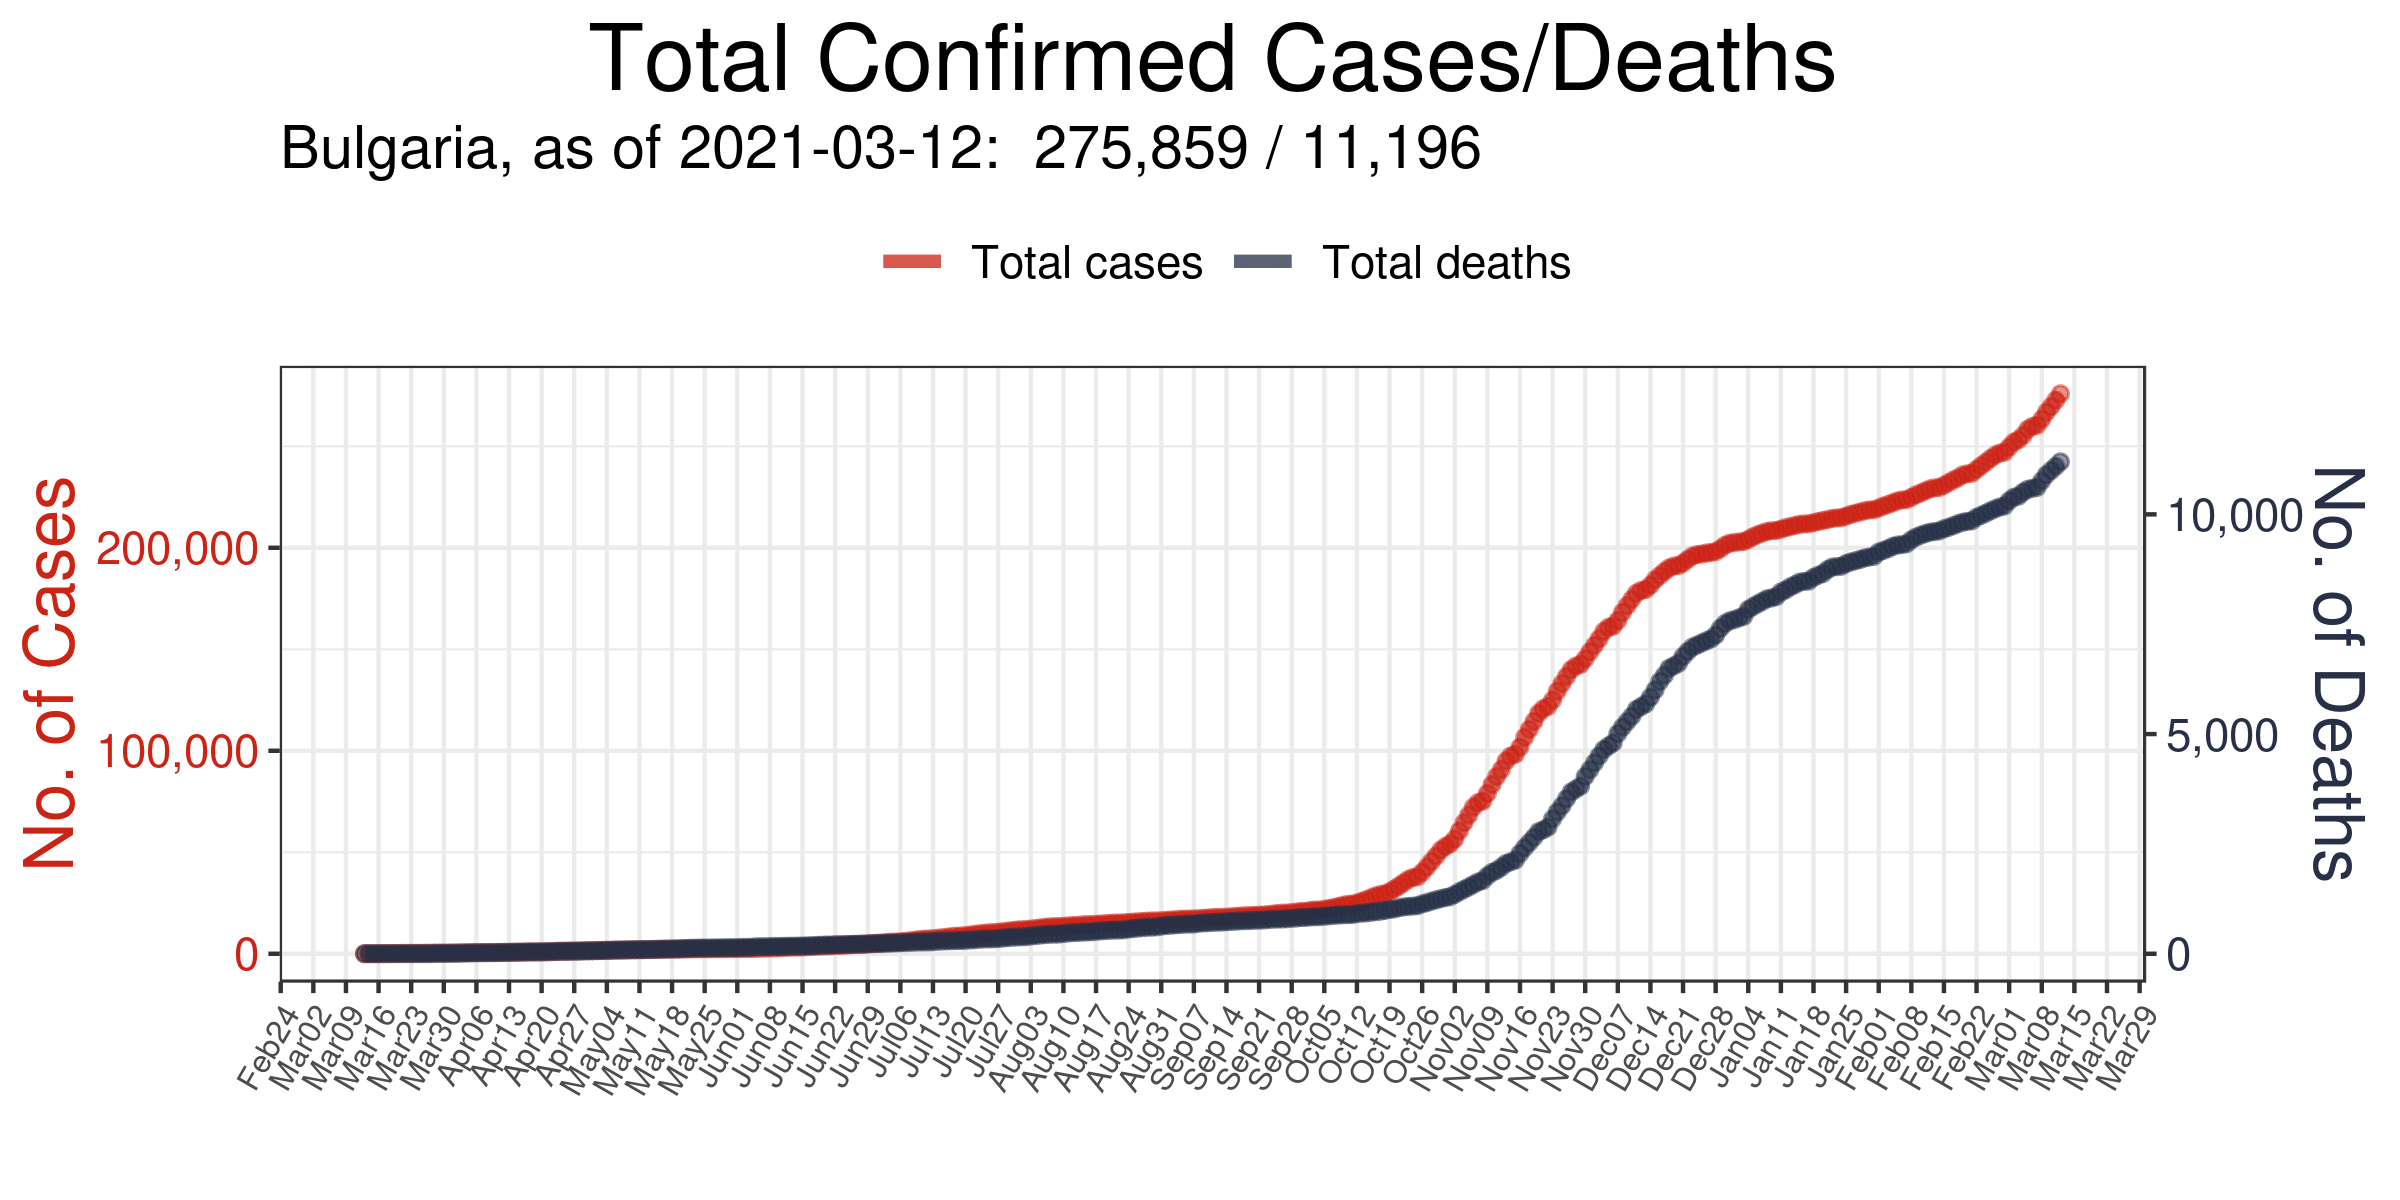 Total Confirmed Cases/Deaths
Bulgaria, as of 2021-03-12:  275,859 / 11,196
Total cases
Total deaths
No. of Cases
200,000
100,000
0
10,000
5,000
0
No. of Deaths
Feb24
Mar02
Mar09
Mar16
Mar23
Mar30
Apr06
Apr13
Apr20
Apr27
May04
May11
May18
May25
Jun01
Jun08
Jun15
Jun22
Jun29
Jul06
Jul13
Jul20
Jul27
Aug03
Aug10
Aug17
Aug24
Aug31
Sep07
Sep14
Sep21
Sep28
Oct05
Oct12
Oct19
Oct26
Nov02
Nov09
Nov16
Nov23
Nov30
Dec07
Dec14
Dec21
Dec28
Jan04
Jan11
Jan18
Jan25
Feb01
Feb08
Feb15
Feb22
Mar01
Mar08
Mar15
Mar22
Mar29